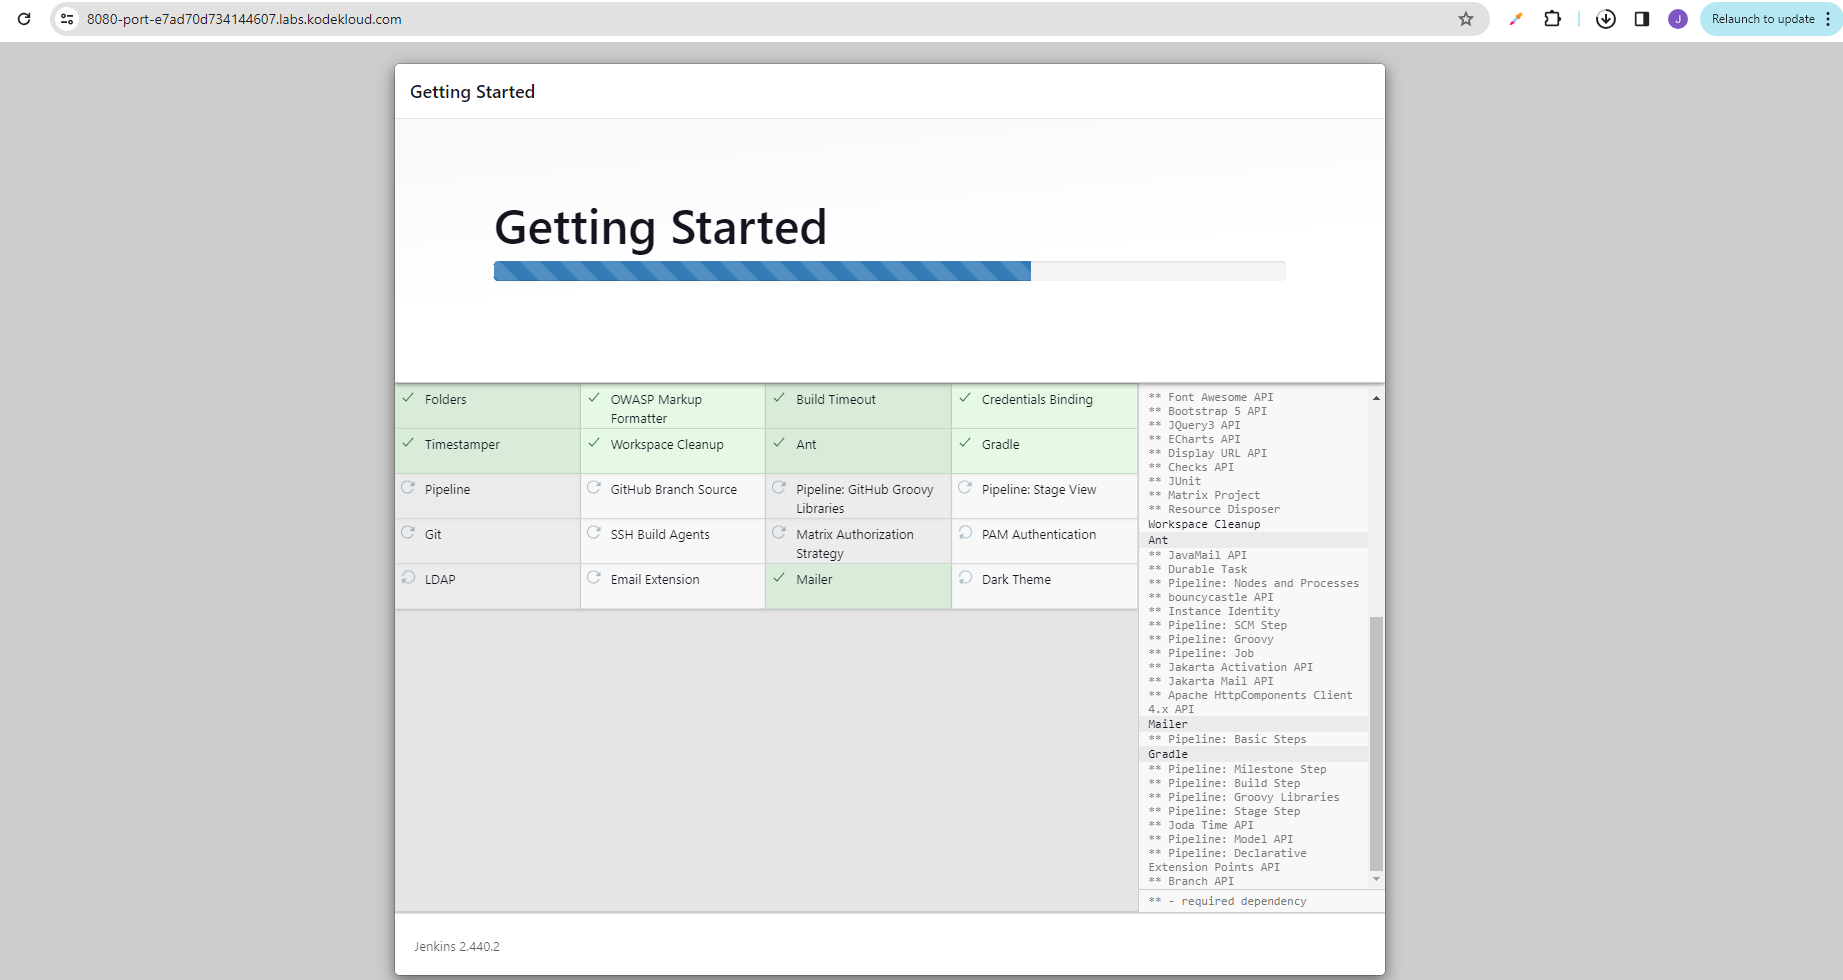 8080-port-e7ad70d734144607.labs.kodekloud.com
J
Relaunch to update
Getting Started
Getting Started
Folders
OWASP Markup
Formatter
Build Timeout
Credentials Binding
Timestamper
Workspace Cleanup
Ant
Gradle
Pipeline
GitHub Branch Source
Pipeline: GitHub Groovy
Libraries
Pipeline: Stage View
Git
SSH Build Agents
Matrix Authorization
Strategy
PAM Authentication
LDAP
Email Extension
Mailer
Dark Theme
** Font Awesome API
** Bootstrap 5 API
** JQuery3 API
** ECharts API
** Display URL API
** Checks API
** JUnit
** Matrix Project
** Resource Disposer
Workspace Cleanup
Ant
** JavaMail API
** Durable Task
** Pipeline: Nodes and Processes
** bouncycastle API
** Instance Identity
** Pipeline: SCM Step
** Pipeline: Groovy
** Pipeline: Job
** Jakarta Activation API
** Jakarta Mail API
** Apache HttpComponents Client
4.x API
Mailer
** Pipeline: Basic Steps
Gradle
** Pipeline: Milestone Step
** Pipeline: Build Step
** Pipeline: Groovy Libraries
** Pipeline: Stage Step
** Joda Time API
** Pipeline: Model API
** Pipeline: Declarative
Extension Points API
** Branch API
** - required dependency
Jenkins 2.440.2